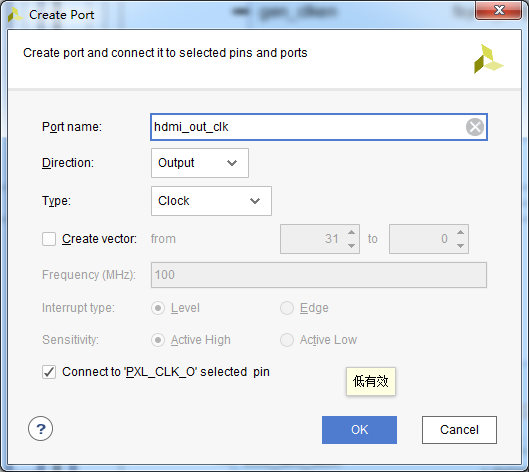 Create Port
Create port and connect it to selected pins and ports
Port name:
hdmi_out_clk
Direction:
Output
Type:
Clock
Create vector:
from
31
to
0
Frequency (MHz):
100
Interrupt type:
Level
Edge
Sensitivity:
Active High
Active Low
Connect to 'PXL_CLK_O' selected pin
低有效
?
OK
Cancel